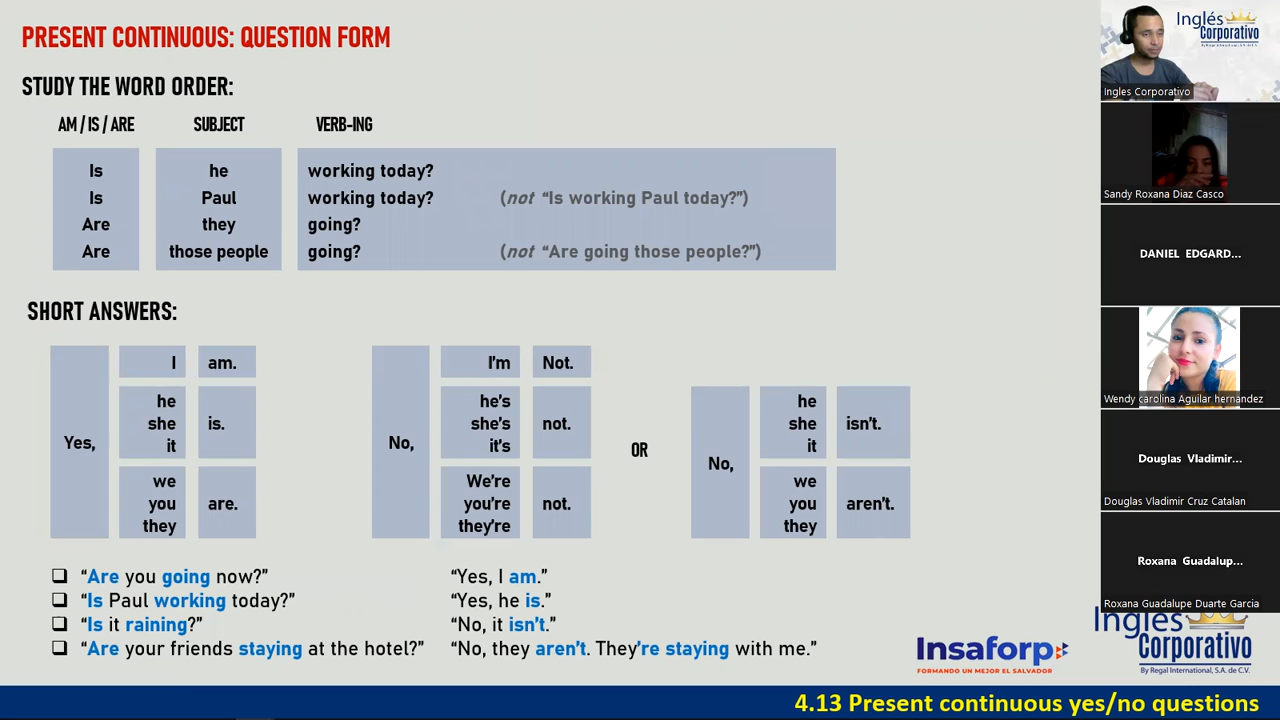 PRESENT CONTINUOUS: QUESTION FORM
STUDY THE WORD ORDER:
AM / IS / ARE SUBJECT VERB-ING
Is he working today?
Is Paul working today? (not “Is working Paul today?”)
Are they going?
Are those people going? (not “Are going those people?”)
SHORT ANSWERS:
Yes,
I am.
he
she is.
it
we
you are.
they
No,
I'm Not.
he's
she's not.
it's
We're
you're not.
they're
OR
No,
he
she isn't.
it
we
you aren't.
they
❑ “Are you going now?” “Yes, I am.”
❑ “Is Paul working today?” “Yes, he is.”
❑ “Is it raining?” “No, it isn't.”
❑ “Are your friends staying at the hotel?” “No, they aren't. They're staying with me.”
Insaforp
FORMANDO UN MEJOR EL SALVADOR
Inglés
Corporativo
By Regal International, S.A. de C.V.
4.13 Present continuous yes/no questions
Inglés
Corporativo
By Regal International, S.A. de C.V.
Ingles Corporativo
Sandy Roxana Diaz Casco
DANIEL EDGARD...
Wendy carolina Aguilar hernandez
Douglas Vladimir...
Douglas Vladimir Cruz Catalan
Roxana Guadalup...
Roxana Guadalupe Duarte Garcia